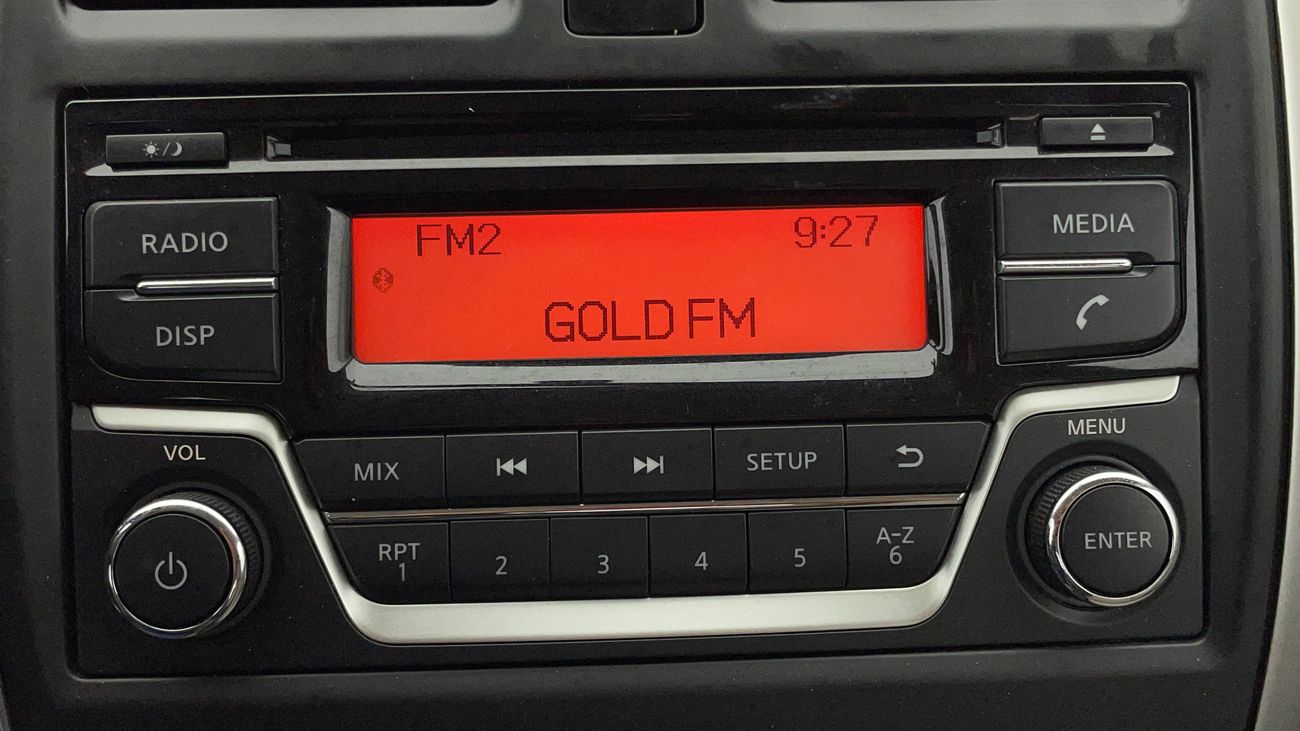 RADIO
DISP
FM2 9:27
GOLD FM
MEDIA
VOL
MENU
MIX
SETUP
RPT
1
2
3
4
5
A-Z
6
ENTER